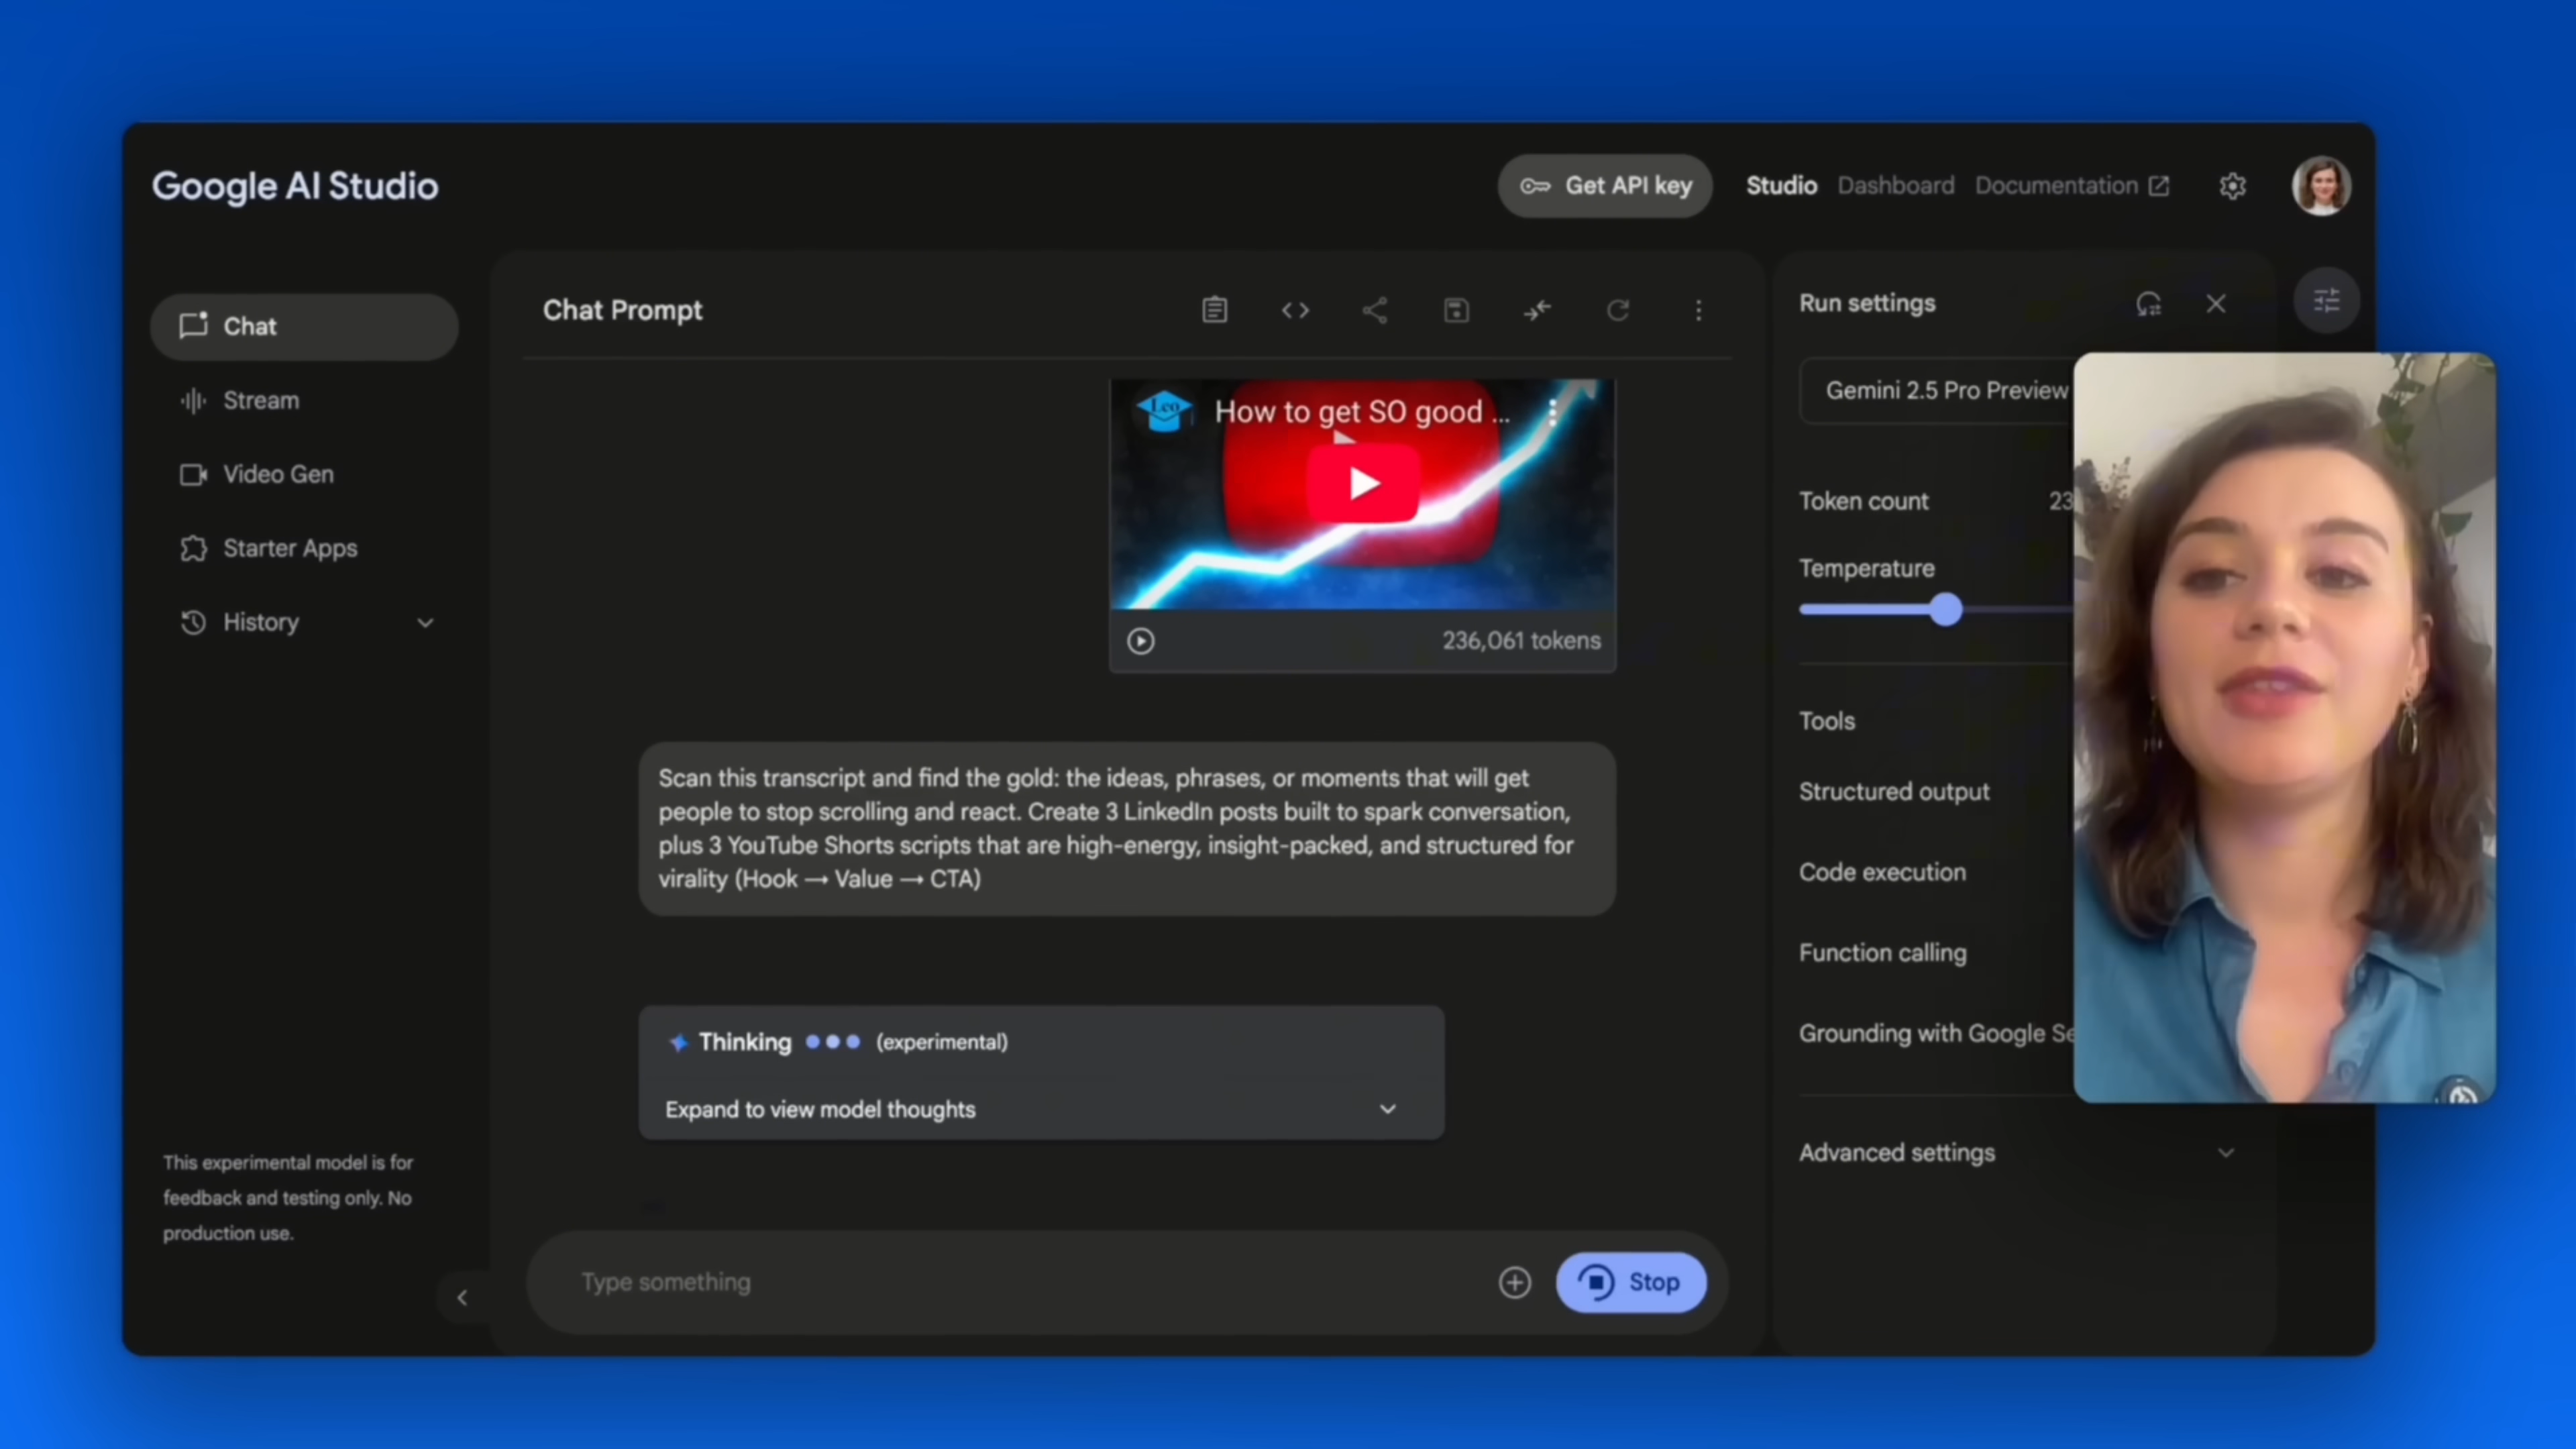 Google AI Studio
Get API key
Studio
Dashboard
Documentation
Chat
Stream
Video Gen
Starter Apps
History
This experimental model is for
feedback and testing only. No
production use.
Chat Prompt
Leo
How to get SO good ...
236,061 tokens
Scan this transcript and find the gold: the ideas, phrases, or moments that will get
people to stop scrolling and react. Create 3 LinkedIn posts built to spark conversation,
plus 3 YouTube Shorts scripts that are high-energy, insight-packed, and structured for
virality (Hook → Value → CTA)
Thinking (experimental)
Expand to view model thoughts
Type something
Stop
Run settings
Gemini 2.5 Pro Preview
Token count 23
Temperature
Tools
Structured output
Code execution
Function calling
Grounding with Google Se
Advanced settings